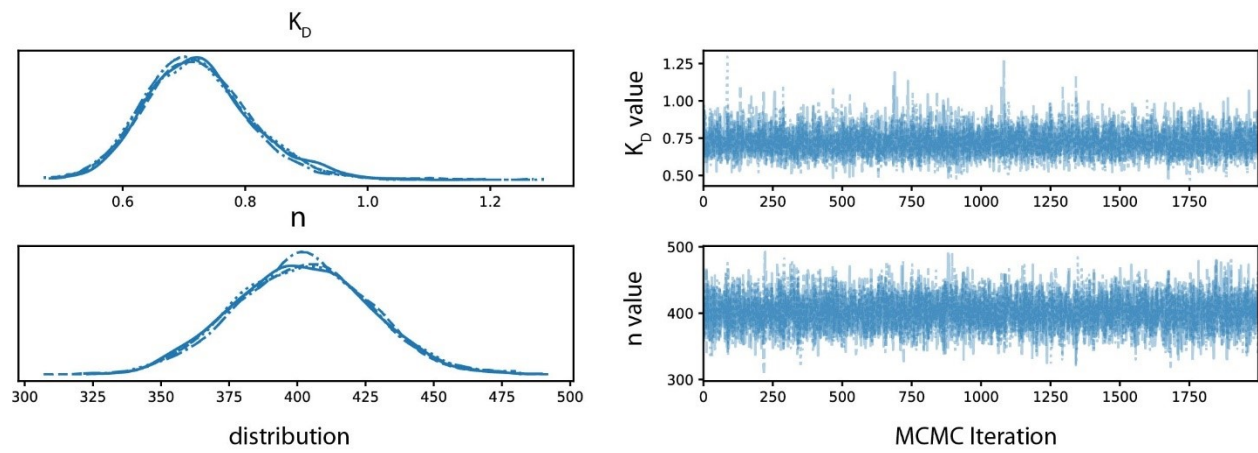 K_D
0.6 0.8 1.0 1.2
n
300 325 350 375 400 425 450 475 500
distribution
K_D value
1.25
1.00
0.75
0.50
0 250 500 750 1000 1250 1500 1750
n value
500
400
300
0 250 500 750 1000 1250 1500 1750
MCMC Iteration